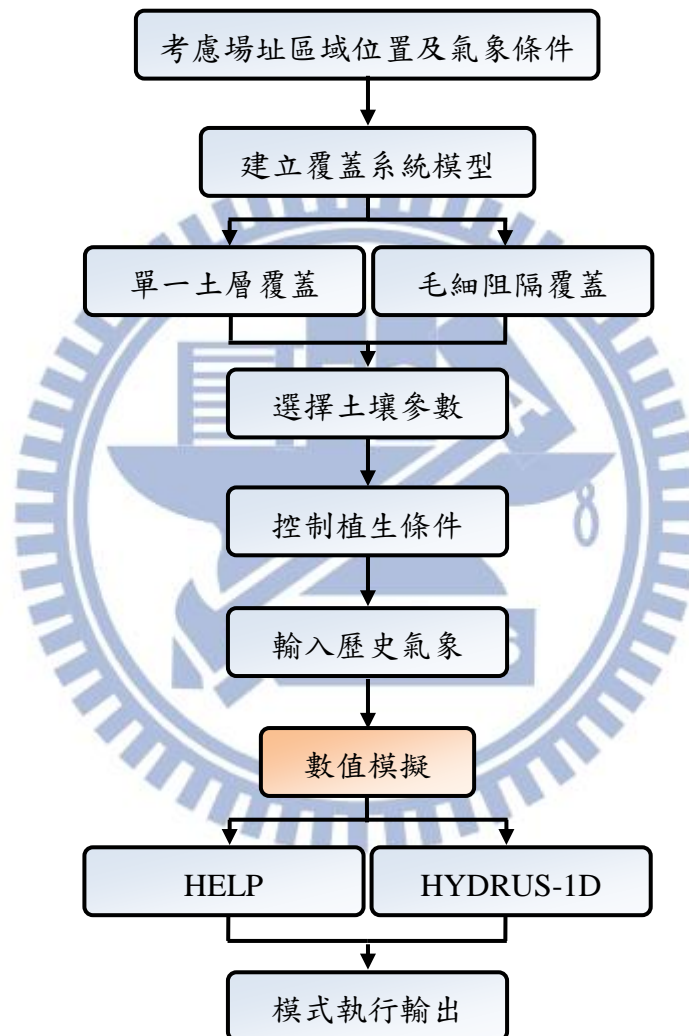 考慮場址區域位置及氣象條件
建立覆蓋系統模型
單一土層覆蓋
毛細阻隔覆蓋
選擇土壤參數
控制植生條件
輸入歷史氣象
數值模擬
HELP
HYDRUS-1D
模式執行輸出